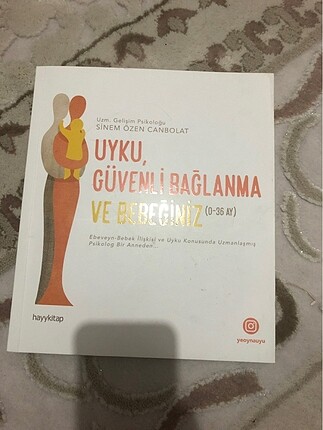 Uzm. Gelişim Psikoloğu
SİNEM ÖZEN CANBOLAT
UYKU,
GÜVENLİ BAĞLANMA
VE BEBEĞİNİZ (0-36 AY)
Ebeveyn-Bebek İlişkisi ve Uyku Konusunda Uzmanlaşmış
Psikolog Bir Anneden...
hayykitap
yeoynuuyu